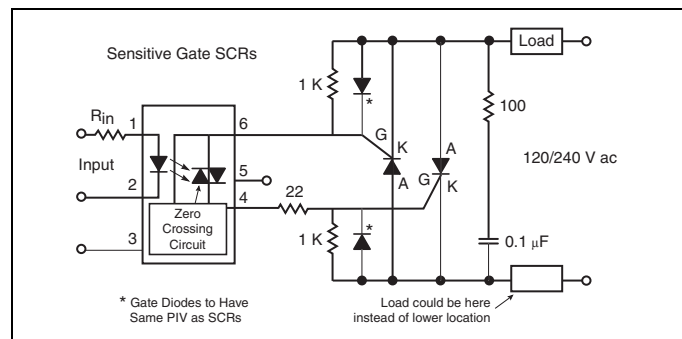 Sensitive Gate SCRs
Load
1 K
*
100
Rin
1
6
G
K
A
Input
A
G
K
120/240 V ac
5
2
22
4
Zero
Crossing
Circuit
1 K
*
3
0.1 µF
* Gate Diodes to Have
Same PIV as SCRs
Load could be here
instead of lower location